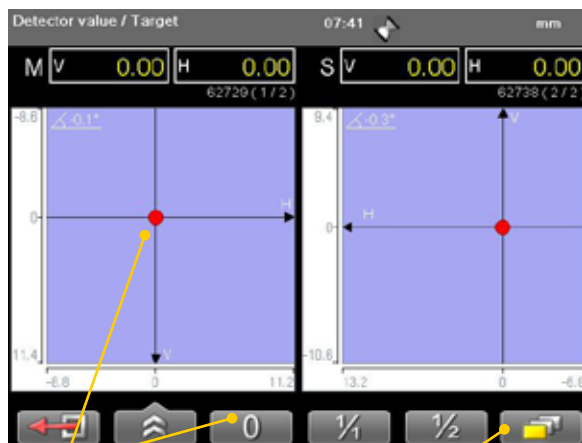 Detector value / Target 07:41 mm
M V 0.00 H 0.00 S V 0.00 H 0.00
62729 (1/2) 62738 (2/2)
-8.6 -0.1° 9.4 -0.3° V
H H
0 0
11.4 V -10.6
-8.8 0 11.2 13.2 0 -6.8
0 1/1 1/2